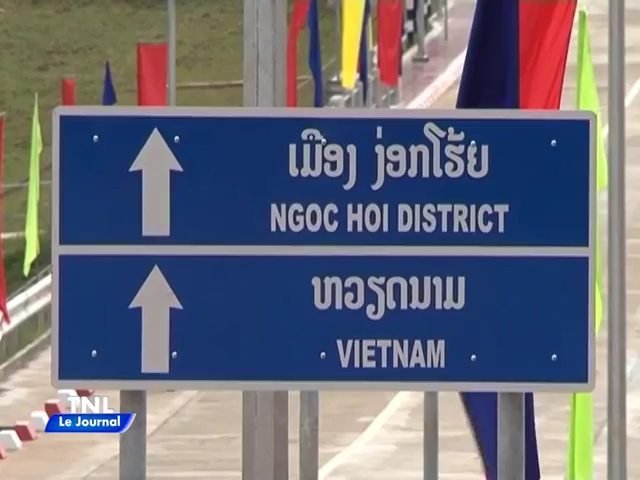 ເມືອງ ງ່ອກໂຮ້ຍ
NGOC HOI DISTRICT
ຫວຽດນາມ
VIETNAM
TNL
Le Journal